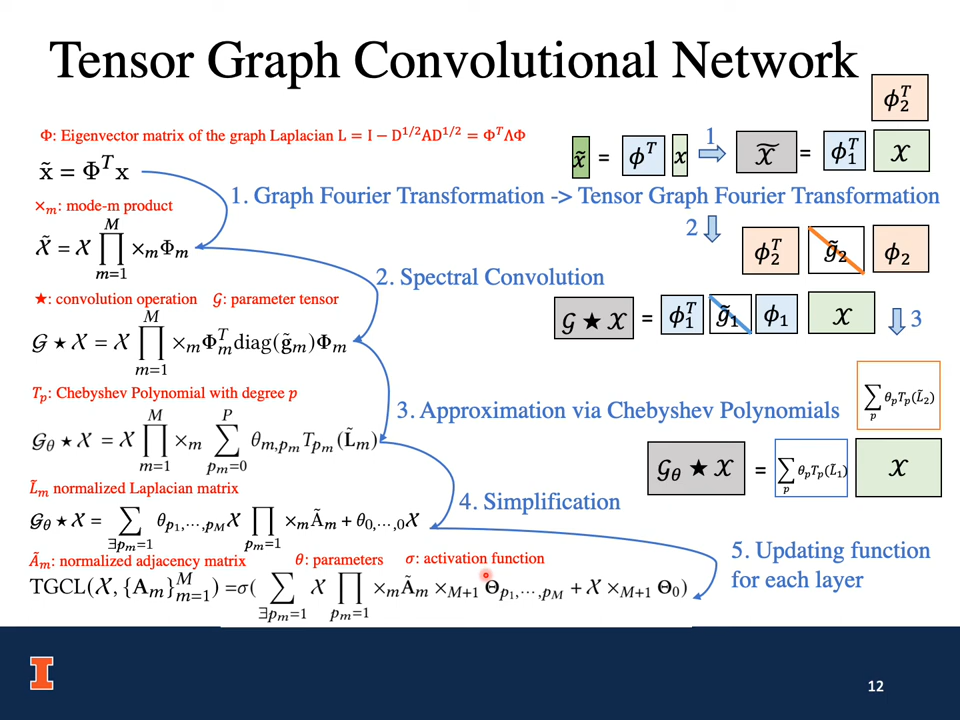 Tensor Graph Convolutional Network
Φ: Eigenvector matrix of the graph Laplacian L = I − D^{1/2}AD^{1/2} = Φ^TΛΦ
x̃ = Φ^T x
1. Graph Fourier Transformation -> Tensor Graph Fourier Transformation
×_m: mode-m product
𝒳̃ = 𝒳 ∏_{m=1}^{M} ×_m Φ_m
2. Spectral Convolution
★: convolution operation 𝒢: parameter tensor
𝒢 ★ 𝒳 = 𝒳 ∏_{m=1}^{M} ×_m Φ_m^T diag(g̃_m)Φ_m
T_p: Chebyshev Polynomial with degree p
3. Approximation via Chebyshev Polynomials
𝒢_θ ★ 𝒳 = 𝒳 ∏_{m=1}^{M} ×_m ∑_{p_m=0}^{P} θ_{m,p_m} T_{p_m}(L̃_m)
L̃_m normalized Laplacian matrix
4. Simplification
𝒢_θ ★ 𝒳 = ∑_{∃p_m=1} θ_{p_1,⋯,p_M} 𝒳 ∏_{p_m=1} ×_m Ã_m + θ_{0,⋯,0} 𝒳
Ã_m: normalized adjacency matrix θ: parameters σ: activation function
5. Updating function
for each layer
TGCL(𝒳, {A_m}_{m=1}^{M}) =σ( ∑_{∃p_m=1} 𝒳 ∏_{p_m=1} ×_m Ã_m ×_{M+1} Θ_{p_1,⋯,p_M} + 𝒳 ×_{M+1} Θ_0)
ϕ_2^T
x̃ = ϕ^T x 1 𝒳̃ = ϕ_1^T 𝒳
2
ϕ_2^T g̃_2 ϕ_2
𝒢 ★ 𝒳 = ϕ_1^T g̃_1 ϕ_1 𝒳 3
∑_p θ_p T_p(L̃_2)
𝒢_θ ★ 𝒳 = ∑_p θ_p T_p(L̃_1) 𝒳
I
12